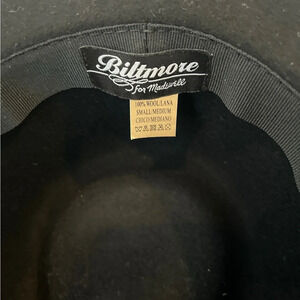 Biltmore
for Madewell
100% WOOL/LANA
SMALL/MEDIUM
CHICO/MEDIANO